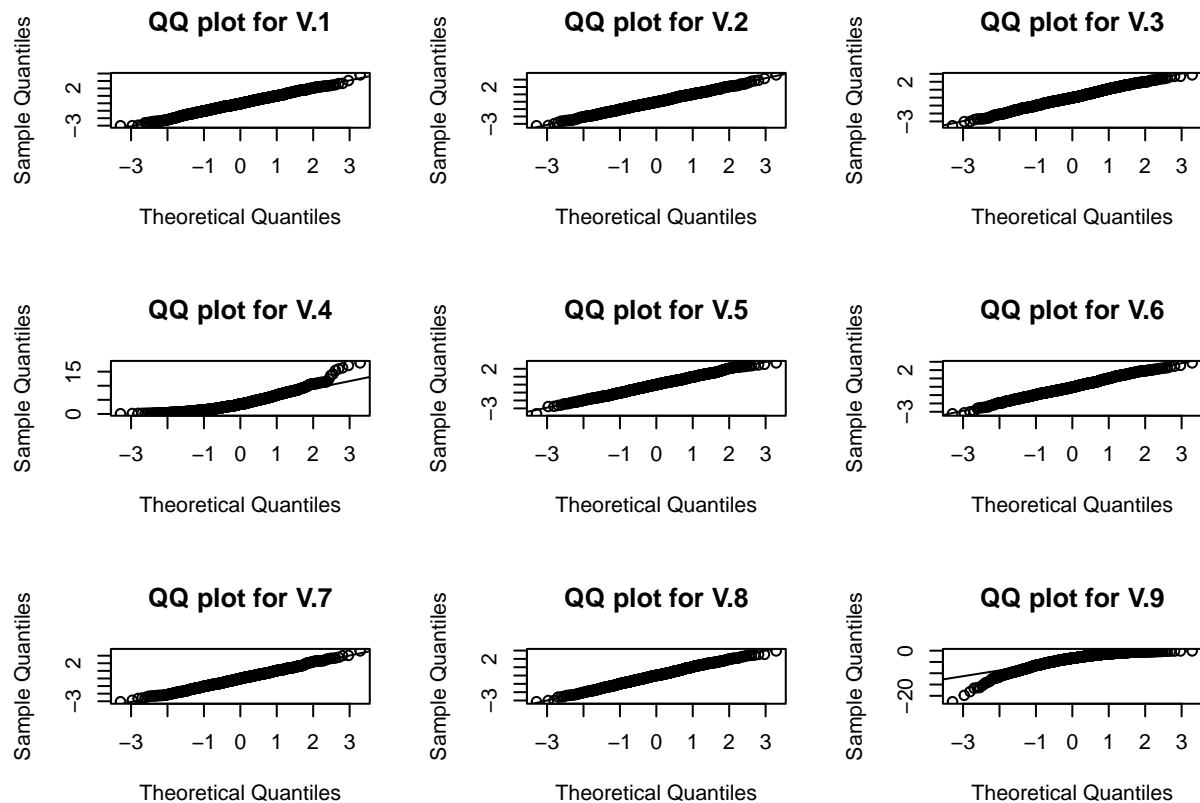 QQ plot for V.1
Sample Quantiles
2
−3
−3 −1 0 1 2 3
Theoretical Quantiles
QQ plot for V.2
Sample Quantiles
2
−3
−3 −1 0 1 2 3
Theoretical Quantiles
QQ plot for V.3
Sample Quantiles
2
−3
−3 −1 0 1 2 3
Theoretical Quantiles
QQ plot for V.4
Sample Quantiles
15
0
−3 −1 0 1 2 3
Theoretical Quantiles
QQ plot for V.5
Sample Quantiles
2
−3
−3 −1 0 1 2 3
Theoretical Quantiles
QQ plot for V.6
Sample Quantiles
2
−3
−3 −1 0 1 2 3
Theoretical Quantiles
QQ plot for V.7
Sample Quantiles
2
−3
−3 −1 0 1 2 3
Theoretical Quantiles
QQ plot for V.8
Sample Quantiles
2
−3
−3 −1 0 1 2 3
Theoretical Quantiles
QQ plot for V.9
Sample Quantiles
0
−20
−3 −1 0 1 2 3
Theoretical Quantiles